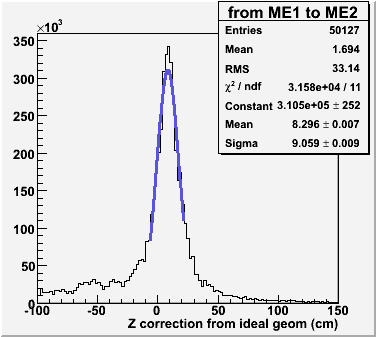 from ME1 to ME2
Entries 50127
Mean 1.694
RMS 33.14
χ² / ndf 3.158e+04 / 11
Constant 3.105e+05 ± 252
Mean 8.296 ± 0.007
Sigma 9.059 ± 0.009
×10³
350
300
250
200
150
100
50
0
-100 -50 0 50 100 150
Z correction from ideal geom (cm)